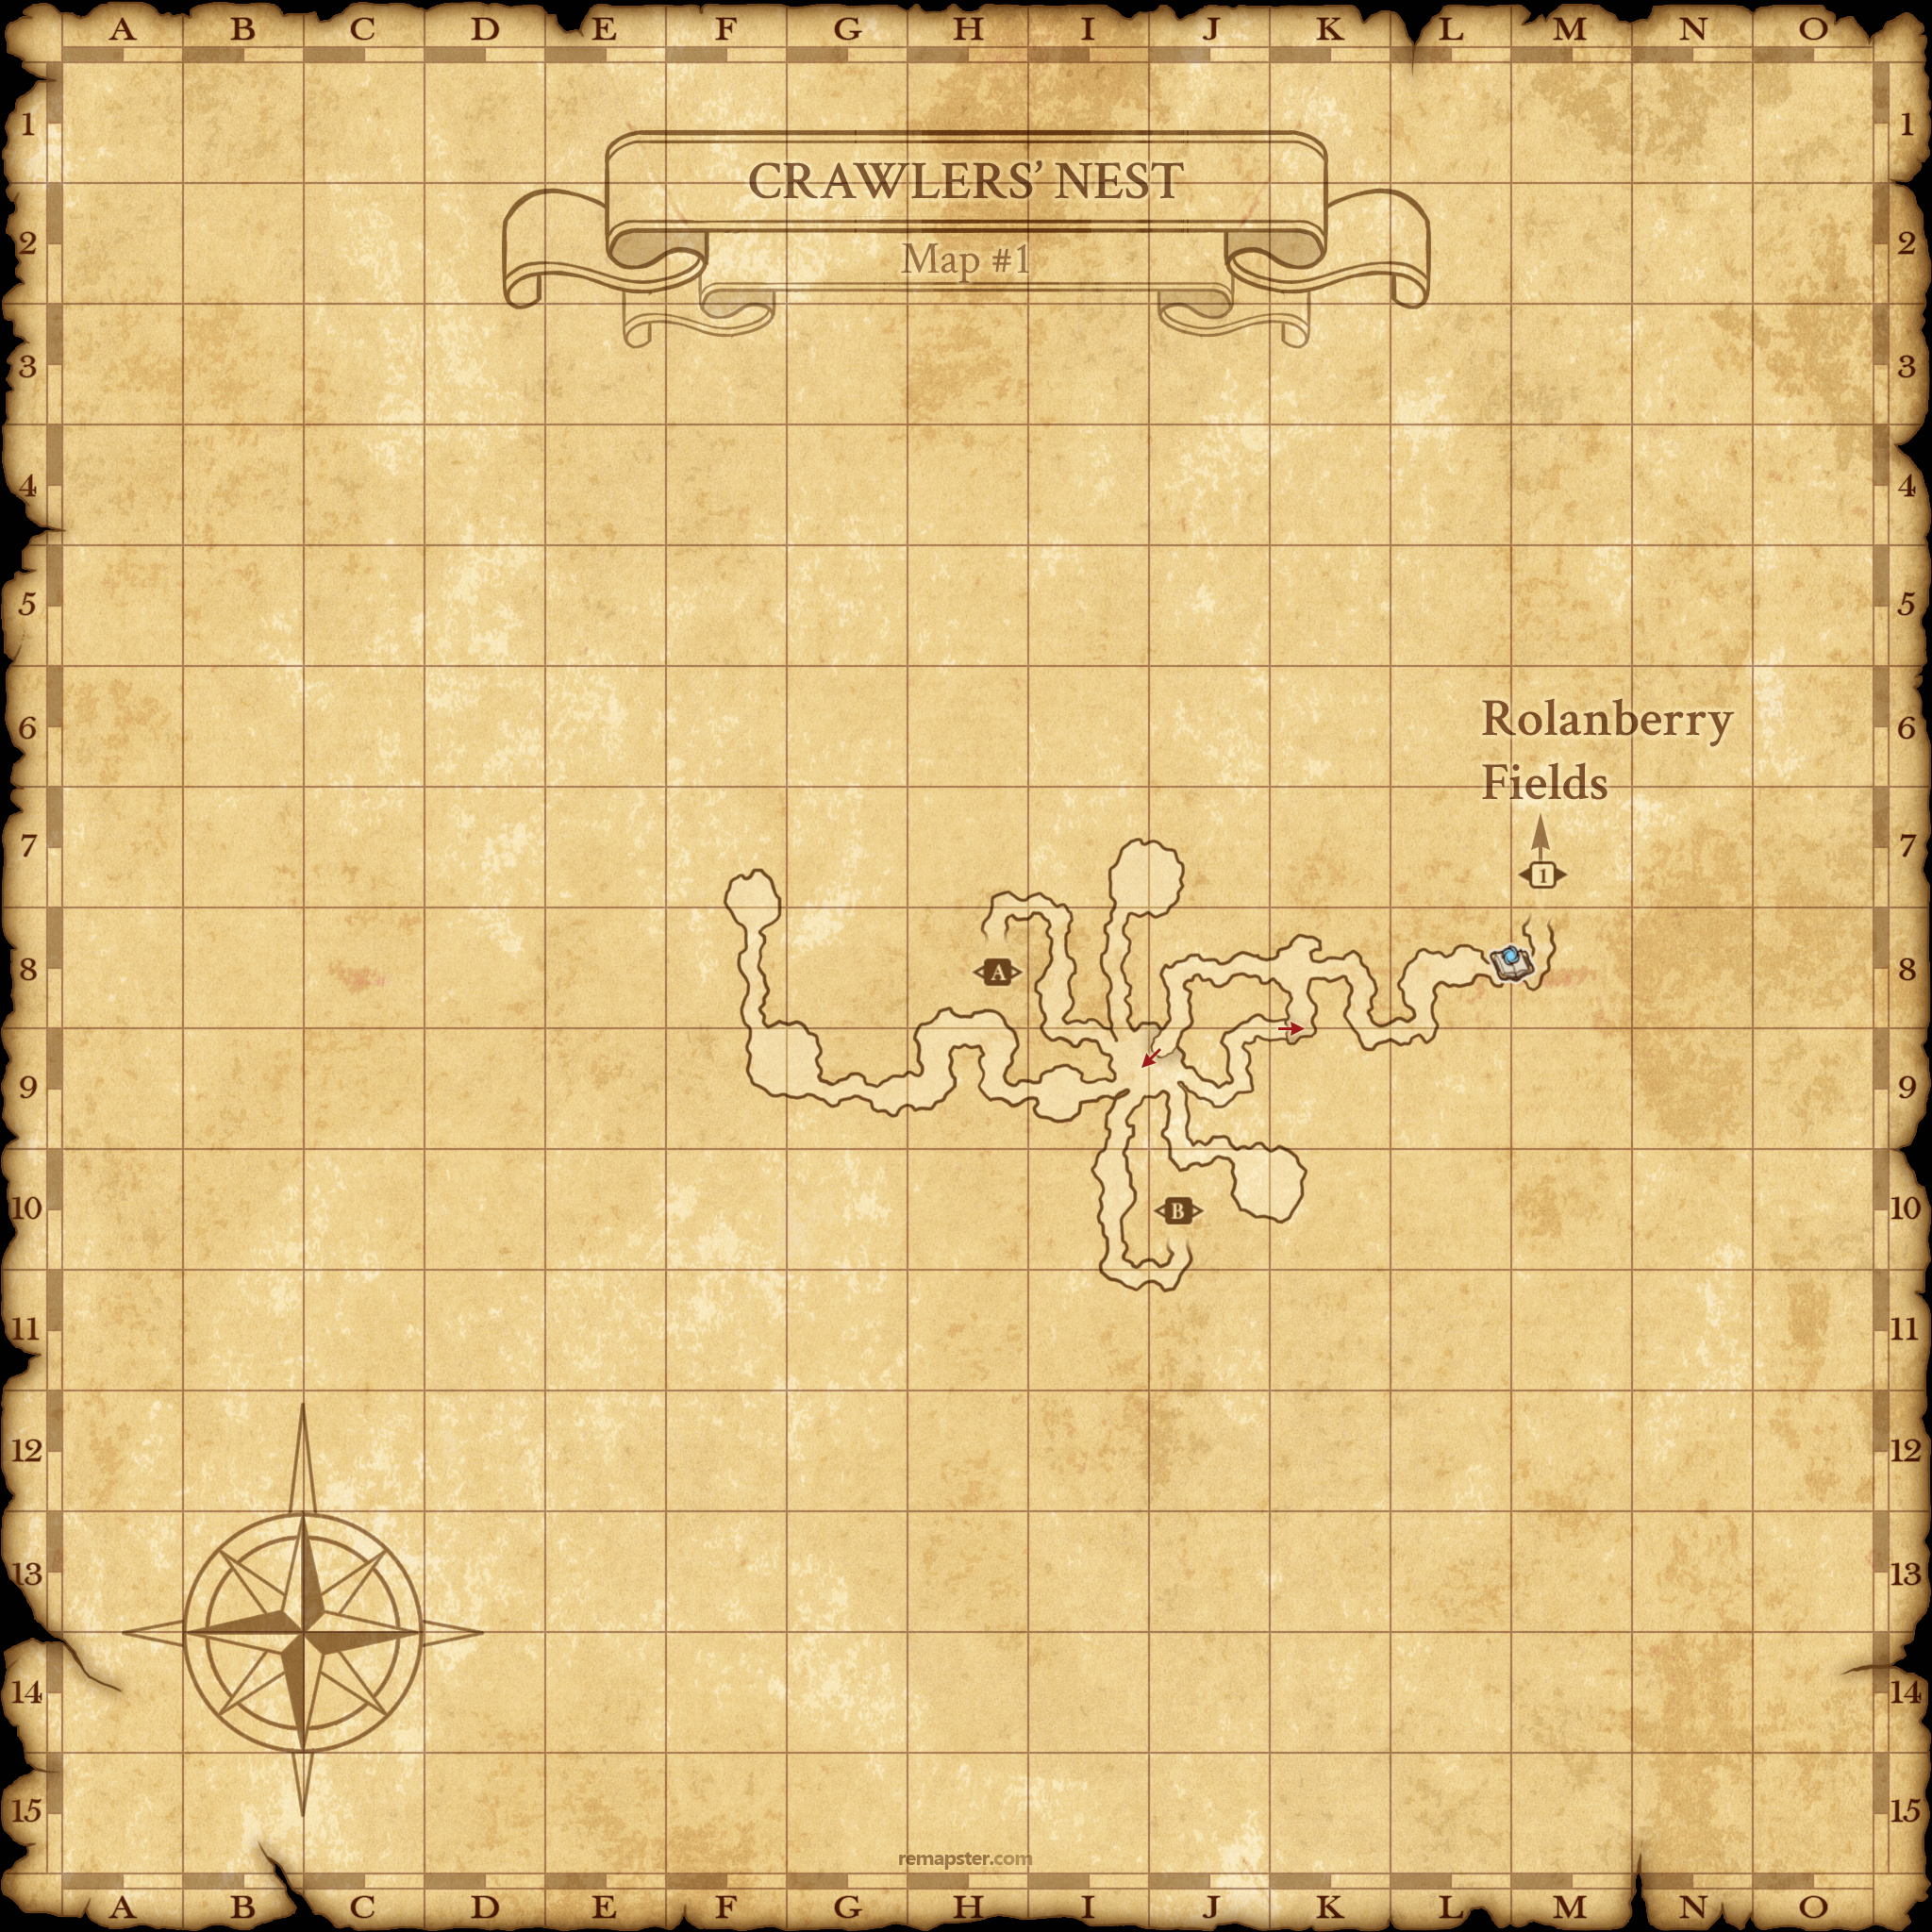 A B C D E F G H I J K L M N O
1 1
CRAWLERS’ NEST
2 2
Map #1
3 3
4 4
5 5
6 6
Rolanberry
Fields
7 7
1
8 8
A
9 9
10 10
B
11 11
12 12
13 13
14 14
15 15
remapster.com
A B C D E F G H I J K L M N O